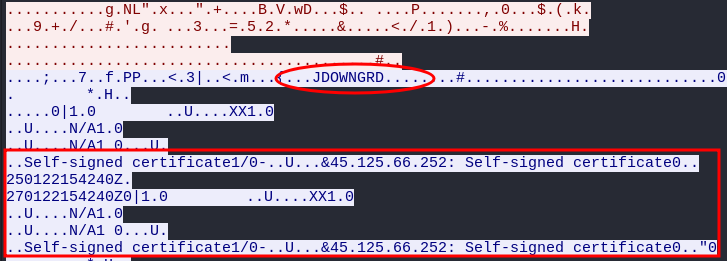 ...........g.NL".x...".+....B.V.wD...$.. ....P.......,.0...$.(.k.
...9.+./...#.'.g. ...3...=.5.2.*.....&.....<./.1.)...-.%.......H.
..........................
...........................................#..
....;...7..f.PP...<.3|..<.m...[...JDOWNGRD........#............................0
.        *.H..
.....0|1.0        ..U....XX1.0
..U....N/A1.0
..U....N/A1 0...U.
..Self-signed certificate1/0-..U...&45.125.66.252: Self-signed certificate0..
250122154240Z.
270122154240Z0|1.0         ..U....XX1.0
..U....N/A1.0
..U....N/A1 0...U.
..Self-signed certificate1/0-..U...&45.125.66.252: Self-signed certificate0.."0
.        *.H..